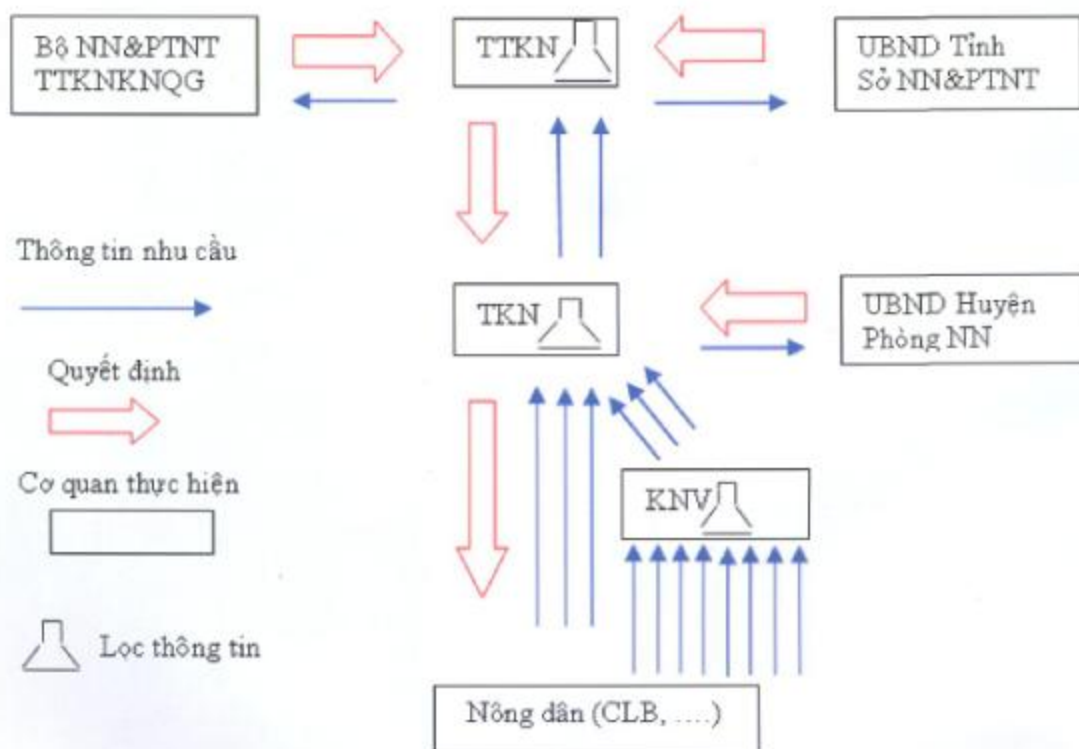 Bộ NN&PTNT
TTKNKNQG
TTKN
UBND Tỉnh
Sở NN&PTNT
Thông tin nhu cầu
TKN
UBND Huyện
Phòng NN
Quyết định
Cơ quan thực hiện
KNV
Lọc thông tin
Nông dân (CLB, ....)